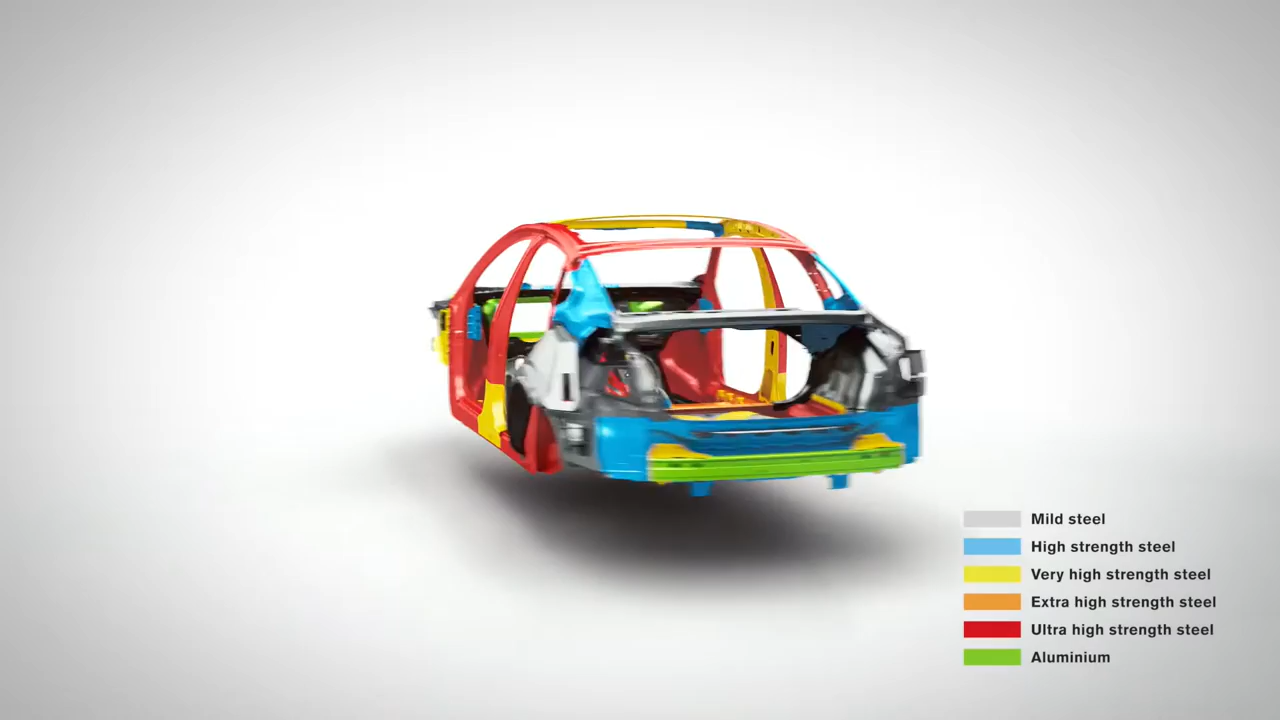 Mild steel
High strength steel
Very high strength steel
Extra high strength steel
Ultra high strength steel
Aluminium